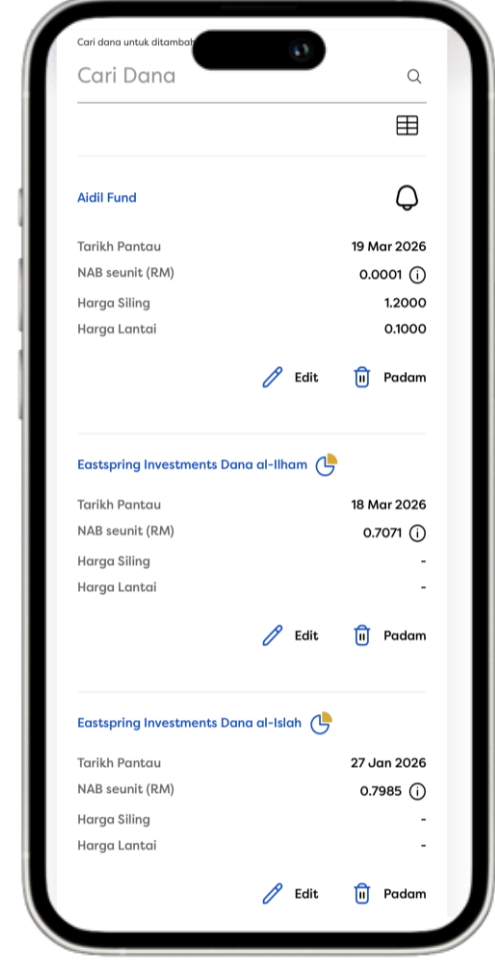 Cari dana untuk ditambah
Cari Dana
Aidil Fund
Tarikh Pantau 19 Mar 2026
NAB seunit (RM) 0.0001
Harga Siling 1.2000
Harga Lantai 0.1000
Edit Padam
Eastspring Investments Dana al-Ilham
Tarikh Pantau 18 Mar 2026
NAB seunit (RM) 0.7071
Harga Siling -
Harga Lantai -
Edit Padam
Eastspring Investments Dana al-Islah
Tarikh Pantau 27 Jan 2026
NAB seunit (RM) 0.7985
Harga Siling -
Harga Lantai -
Edit Padam